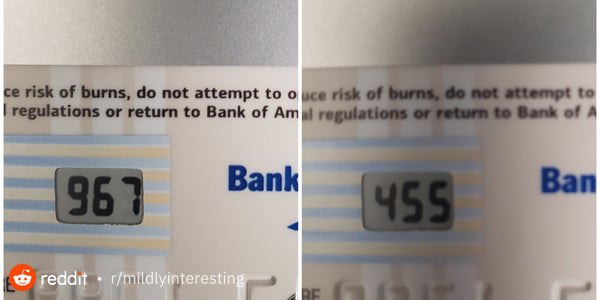 ce risk of burns, do not attempt to o
l regulations or return to Bank of Am
967
Bank
uce risk of burns, do not attempt to
al regulations or return to Bank of A
455
Ban
RE
reddit • r/mildlyinteresting